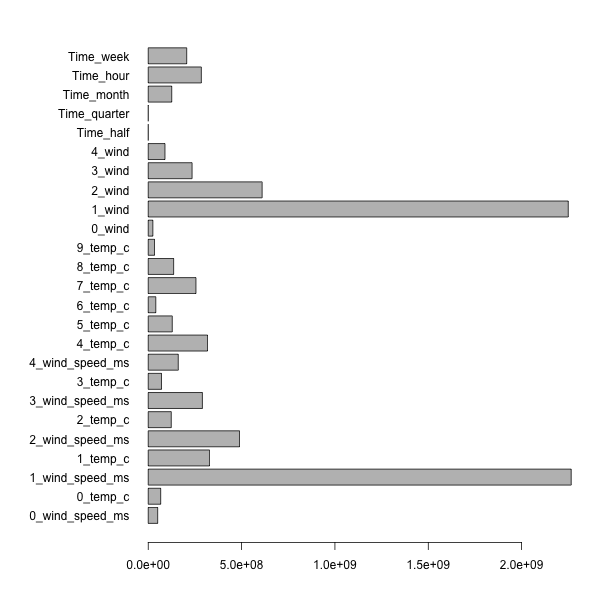 Time_week
Time_hour
Time_month
Time_quarter
Time_half
4_wind
3_wind
2_wind
1_wind
0_wind
9_temp_c
8_temp_c
7_temp_c
6_temp_c
5_temp_c
4_temp_c
4_wind_speed_ms
3_temp_c
3_wind_speed_ms
2_temp_c
2_wind_speed_ms
1_temp_c
1_wind_speed_ms
0_temp_c
0_wind_speed_ms
0.0e+00 5.0e+08 1.0e+09 1.5e+09 2.0e+09